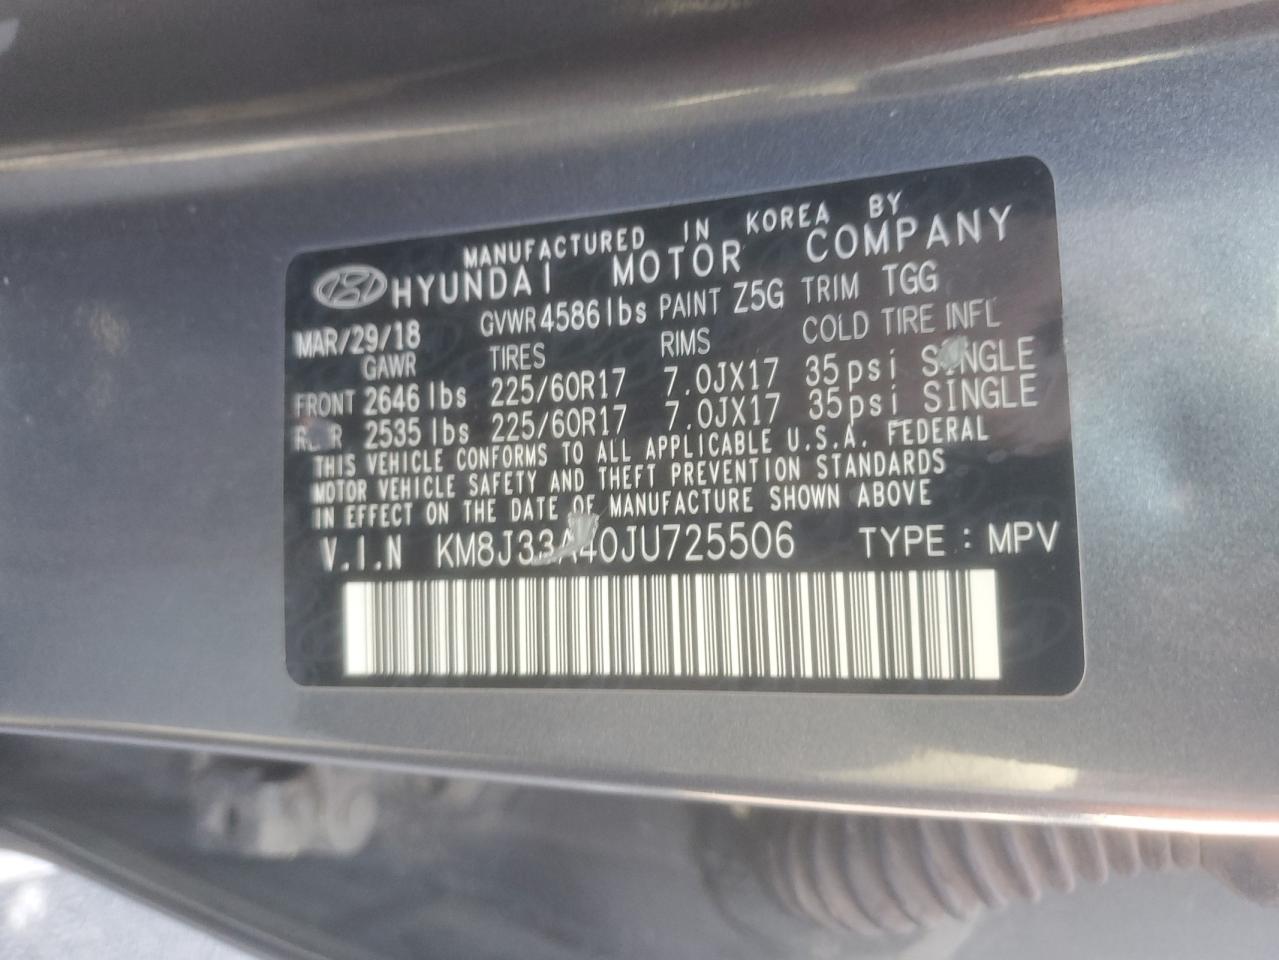 MANUFACTURED IN KOREA BY
HYUNDAI MOTOR COMPANY
MAR/29/18 GVWR 4586 lbs PAINT Z5G TRIM TGG
GAWR TIRES RIMS COLD TIRE INFL
FRONT 2646 lbs 225/60R17 7.0JX17 35psi SINGLE
REAR 2535 lbs 225/60R17 7.0JX17 35psi SINGLE
THIS VEHICLE CONFORMS TO ALL APPLICABLE U.S.A. FEDERAL
MOTOR VEHICLE SAFETY AND THEFT PREVENTION STANDARDS
IN EFFECT ON THE DATE OF MANUFACTURE SHOWN ABOVE
V.I.N KM8J33A40JU725506 TYPE : MPV